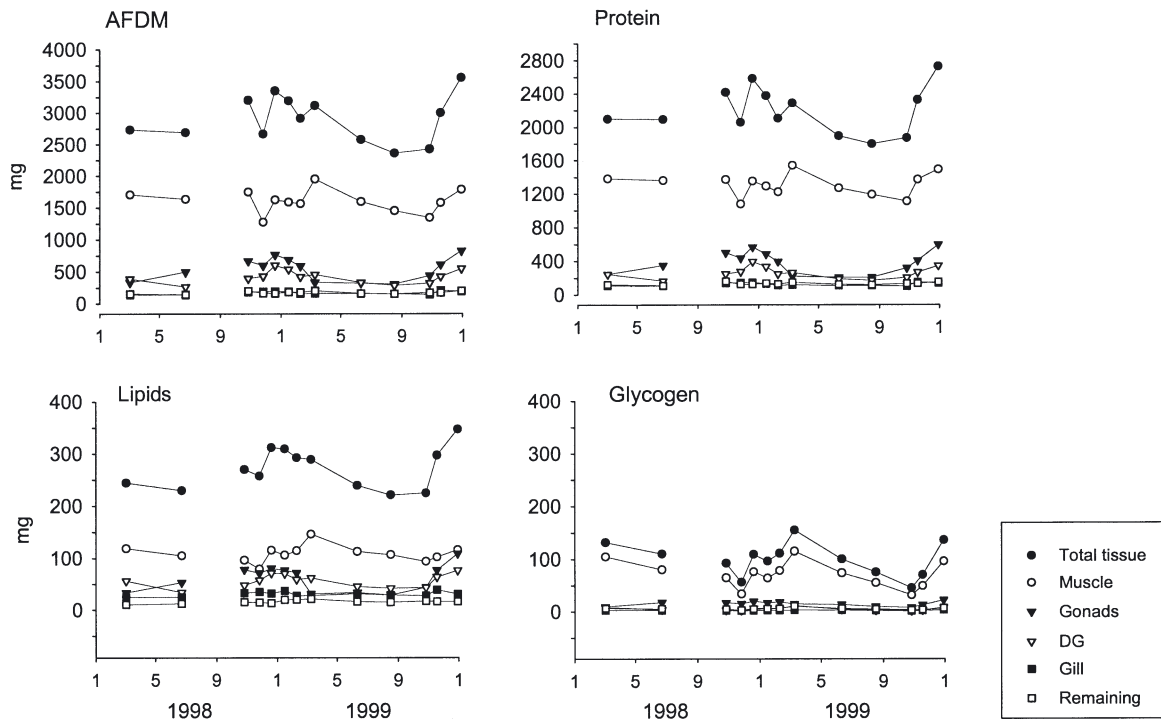 AFDM
Protein
mg
4000
3500
3000
2500
2000
1500
1000
500
0
1 5 9 1 5 9 1
2800
2400
2000
1600
1200
800
400
0
1 5 9 1 5 9 1
Lipids
Glycogen
mg
400
300
200
100
0
1 5 9 1 5 9 1
1998 1999
400
300
200
100
0
1 5 9 1 5 9 1
1998 1999
Total tissue
Muscle
Gonads
DG
Gill
Remaining